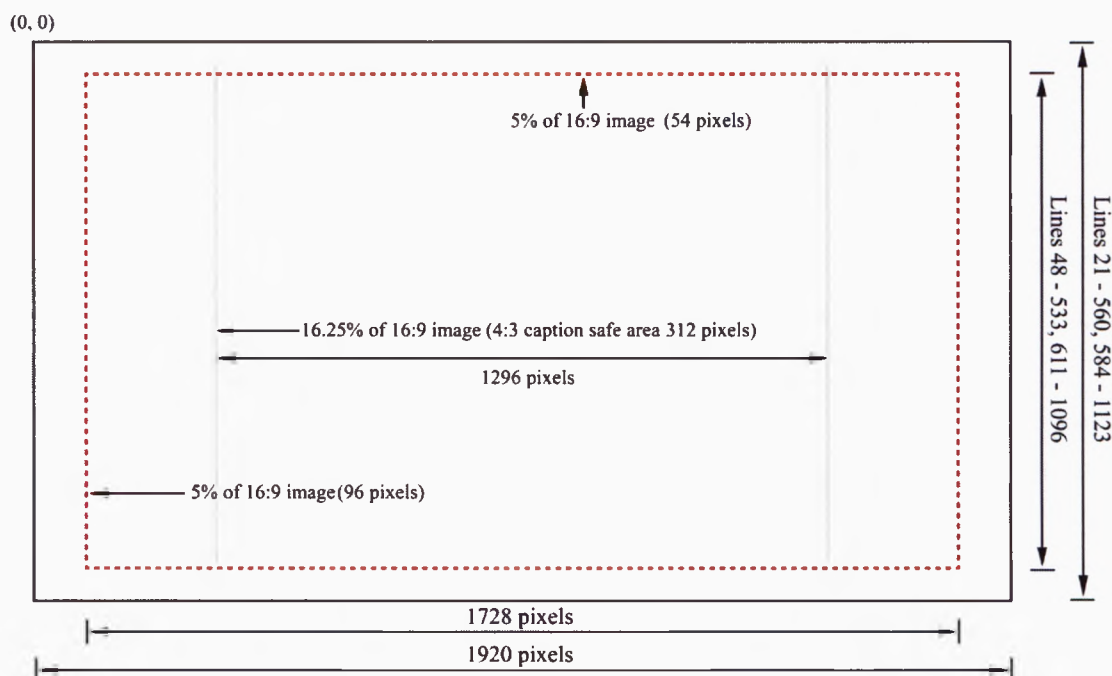 (0, 0)
5% of 16:9 image (54 pixels)
16.25% of 16:9 image (4:3 caption safe area 312 pixels)
1296 pixels
5% of 16:9 image(96 pixels)
1728 pixels
1920 pixels
Lines 48 - 533, 611 - 1096
Lines 21 - 560, 584 - 1123